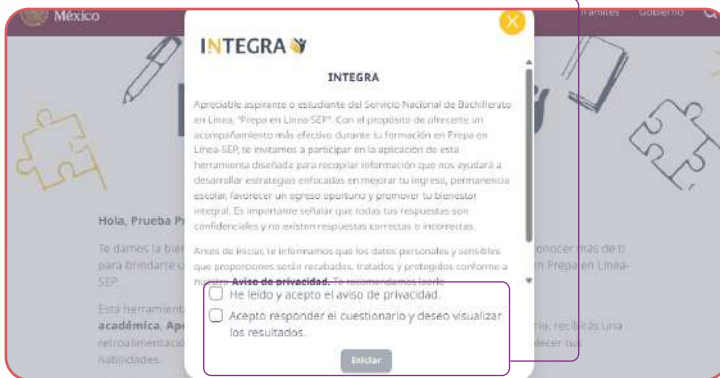 México
Trámites Gobierno
INTEGRA
INTEGRA
Apreciable aspirante o estudiante del Servicio Nacional de Bachillerato
en Línea, "Prepa en Línea-SEP". Con el propósito de ofrecerte un
acompañamiento más efectivo durante tu formación en Prepa en
Línea-SEP, te invitamos a participar en la aplicación de esta
herramienta diseñada para recopilar información que nos ayudará a
desarrollar estrategias enfocadas en mejorar tu ingreso, permanencia
escolar, favorecer un egreso oportuno y promover tu bienestar
integral. Es importante señalar que todas tus respuestas son
confidenciales y no existen respuestas correctas o incorrectas.
Hola, Prueba
Te damos la
conocer más de ti
Antes de iniciar, te informamos que los datos personales y sensibles
para brindarte
que proporciones serán recabados, tratados y protegidos conforme a
en Prepa en Línea-
SEP
nuestro Aviso de privacidad. Te recomendamos leerlo
He leído y acepto el aviso de privacidad.
Esta
Acepto responder el cuestionario y deseo visualizar
los resultados.
académica,
recibirás una
habilidades.
Iniciar